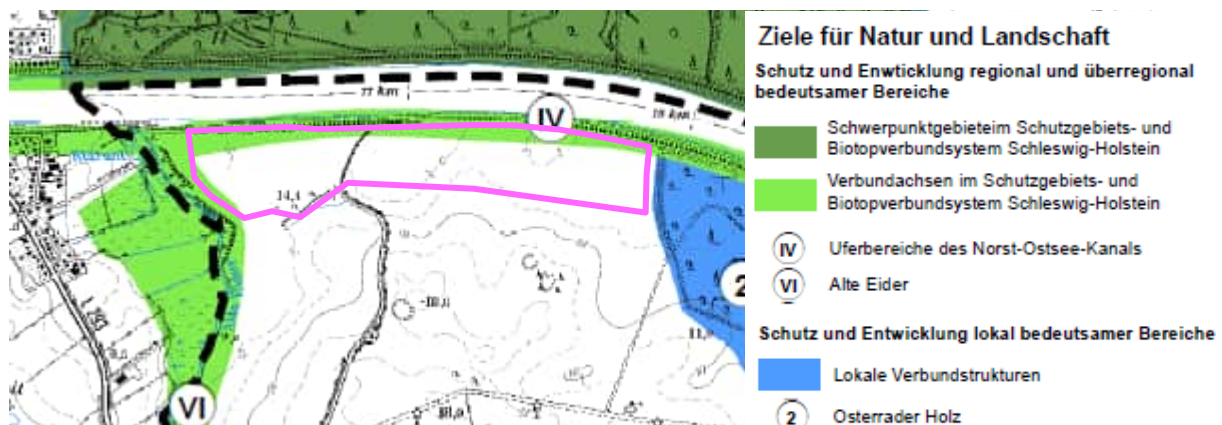 77 km
IV
78 km
14,4
2
VI
Ziele für Natur und Landschaft
Schutz und Enwticklung regional und überregional
bedeutsamer Bereiche
Schwerpunktgebieteim Schutzgebiets- und
Biotopverbundsystem Schleswig-Holstein
Verbundachsen im Schutzgebiets- und
Biotopverbundsystem Schleswig-Holstein
IV Uferbereiche des Norst-Ostsee-Kanals
VI Alte Eider
Schutz und Entwicklung lokal bedeutsamer Bereiche
Lokale Verbundstrukturen
2 Osterrader Holz